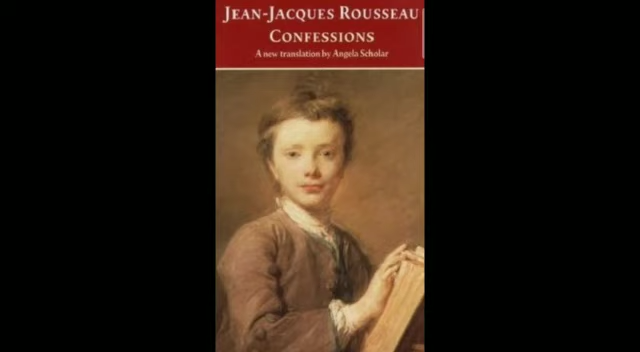 JEAN-JACQUES ROUSSEAU
CONFESSIONS
A new translation by Angela Scholar